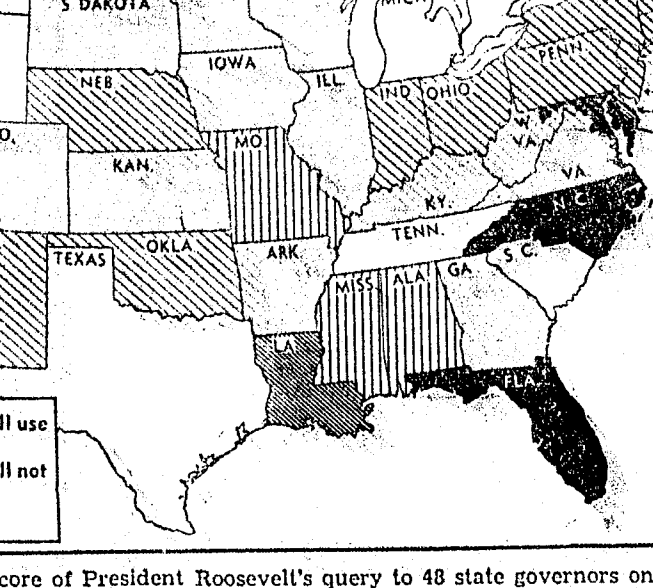 S DAKOTA
MICH
NEB
IOWA
ILL.
IND
OHIO
PENN.
W.
VA.
O.
KAN.
MO.
KY.
VA.
N.C.
TEXAS
OKLA
ARK.
TENN.
S C.
MISS.
ALA
GA
LA
FLA.
ll use
ll not
core of President Roosevelt's query to 48 state governors on